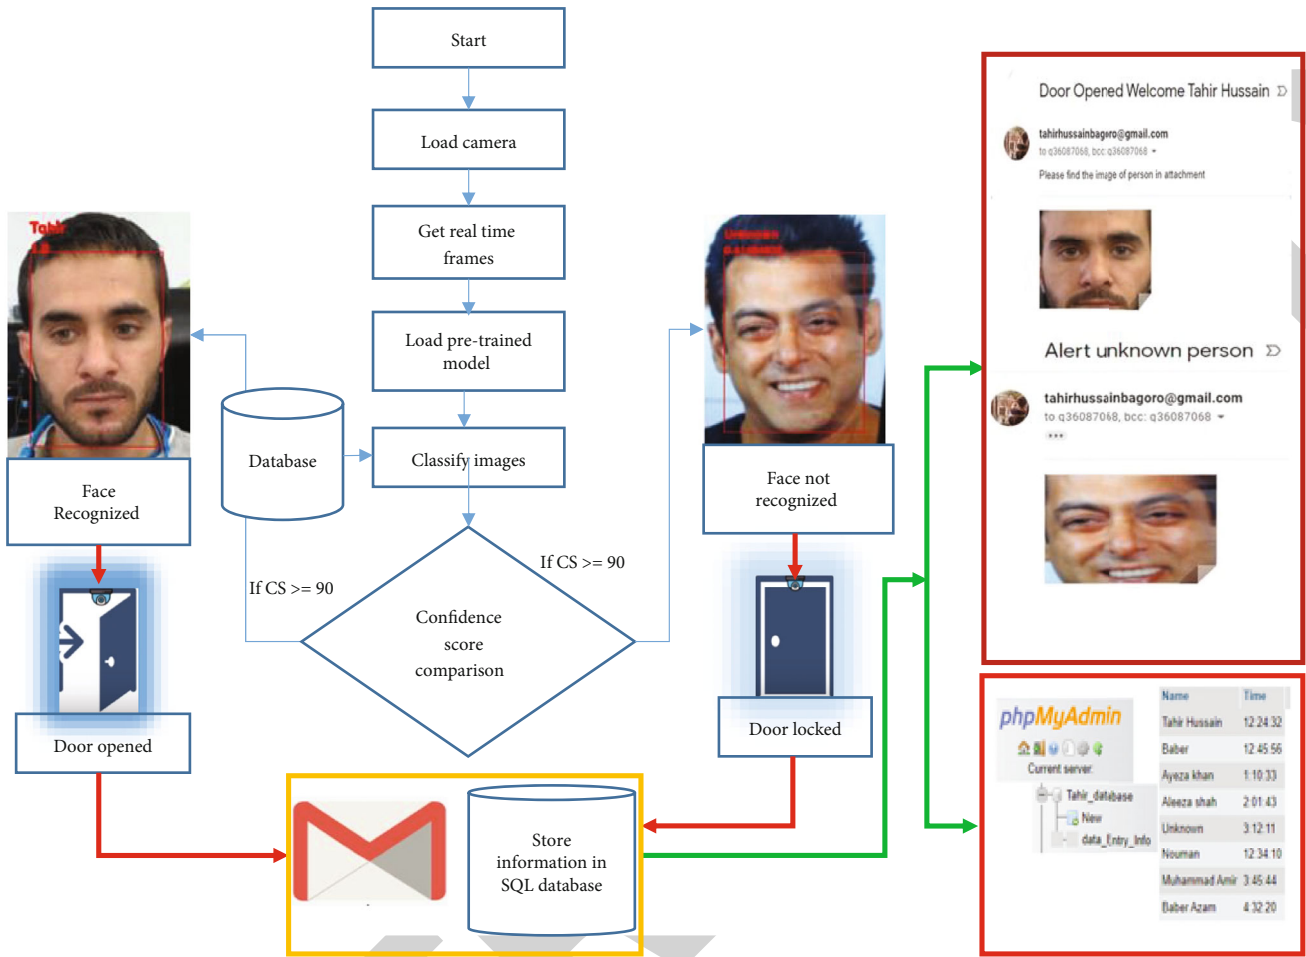 Start
Load camera
Get real time
frames
Load pre-trained
model
Database
Classify images
Confidence
score
comparison
If CS >= 90
If CS >= 90
Tahir
Face
Recognized
Door opened
Unknown
Face not
recognized
Door locked
Store
information in
SQL database
Door Opened Welcome Tahir Hussain
tahirhussainbagoro@gmail.com
to q36087068, bcc: q36087068
Please find the image of person in attachment
Alert unknown person
tahirhussainbagoro@gmail.com
to q36087068, bcc: q36087068
phpMyAdmin
Current server:
Tahir_database
New
data_Entry_Info
Name Time
Tahir Hussain 12:24:32
Baber 12:45:56
Ayeza khan 1:10:33
Aleeza shah 2:01:43
Unknown 3:12:11
Nouman 12:34:10
Muhammad Amir 3:45:44
Baber Azam 4:32:20